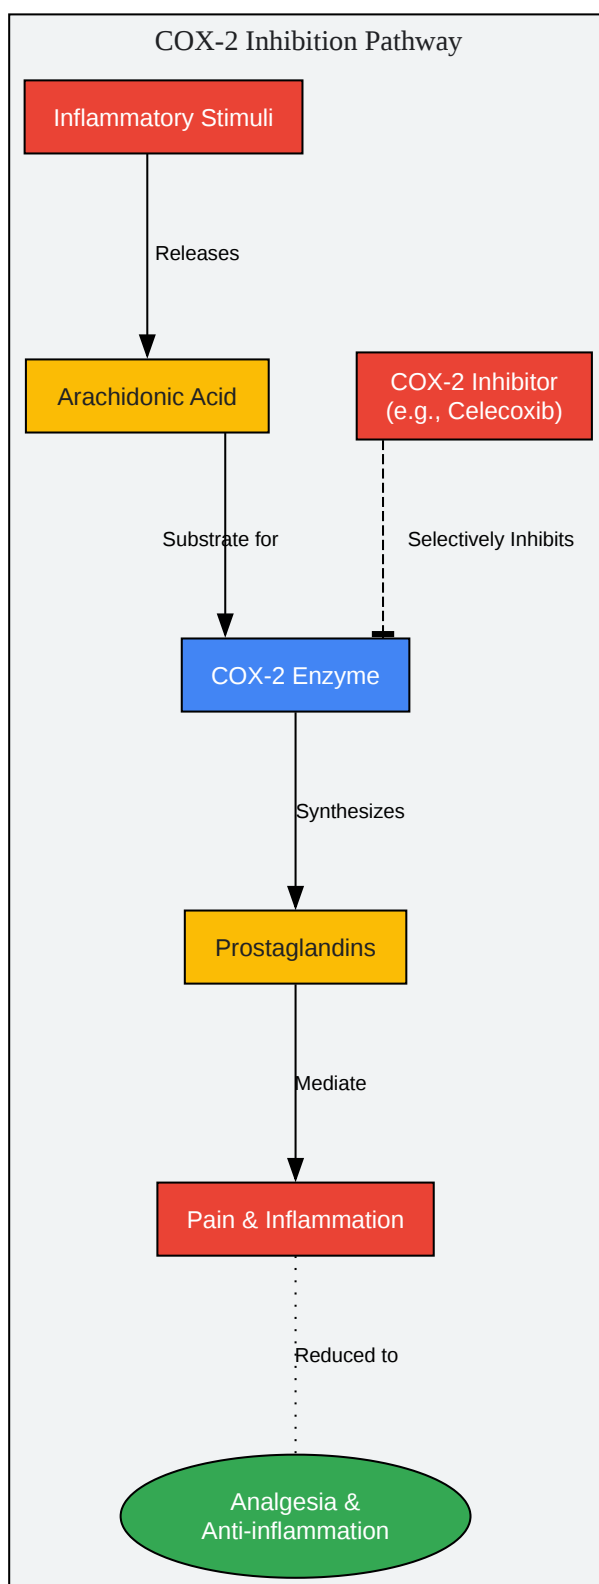 COX-2 Inhibition Pathway
Inflammatory Stimuli
Releases
Arachidonic Acid
COX-2 Inhibitor
(e.g., Celecoxib)
Substrate for
Selectively Inhibits
COX-2 Enzyme
Synthesizes
Prostaglandins
Mediate
Pain & Inflammation
Reduced to
Analgesia &
Anti-inflammation